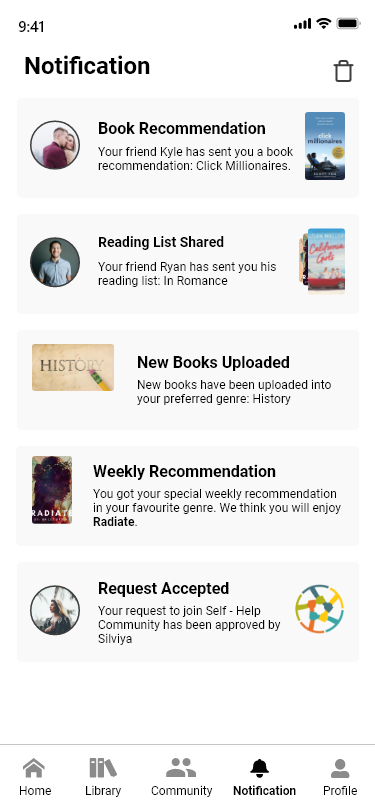 9:41
Notification
Book Recommendation
Your friend Kyle has sent you a book
recommendation: Click Millionaires.
click
millionaires
Reading List Shared
Your friend Ryan has sent you his
reading list: In Romance
California
Girls
HISTORY
New Books Uploaded
New books have been uploaded into
your preferred genre: History
RADIATE
Weekly Recommendation
You got your special weekly recommendation
in your favourite genre. We think you will enjoy
Radiate.
Request Accepted
Your request to join Self - Help
Community has been approved by
Silviya
Home
Library
Community
Notification
Profile